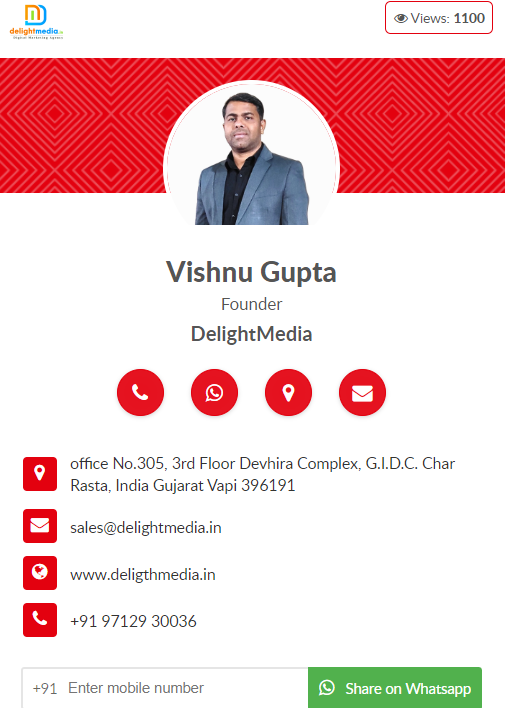 delightmedia.in
Digital Marketing Agency
Views: 1100
Vishnu Gupta
Founder
DelightMedia
office No.305, 3rd Floor Devhira Complex, G.I.D.C. Char
Rasta, India Gujarat Vapi 396191
sales@delightmedia.in
www.deligthmedia.in
+91 97129 30036
+91 Enter mobile number
Share on Whatsapp